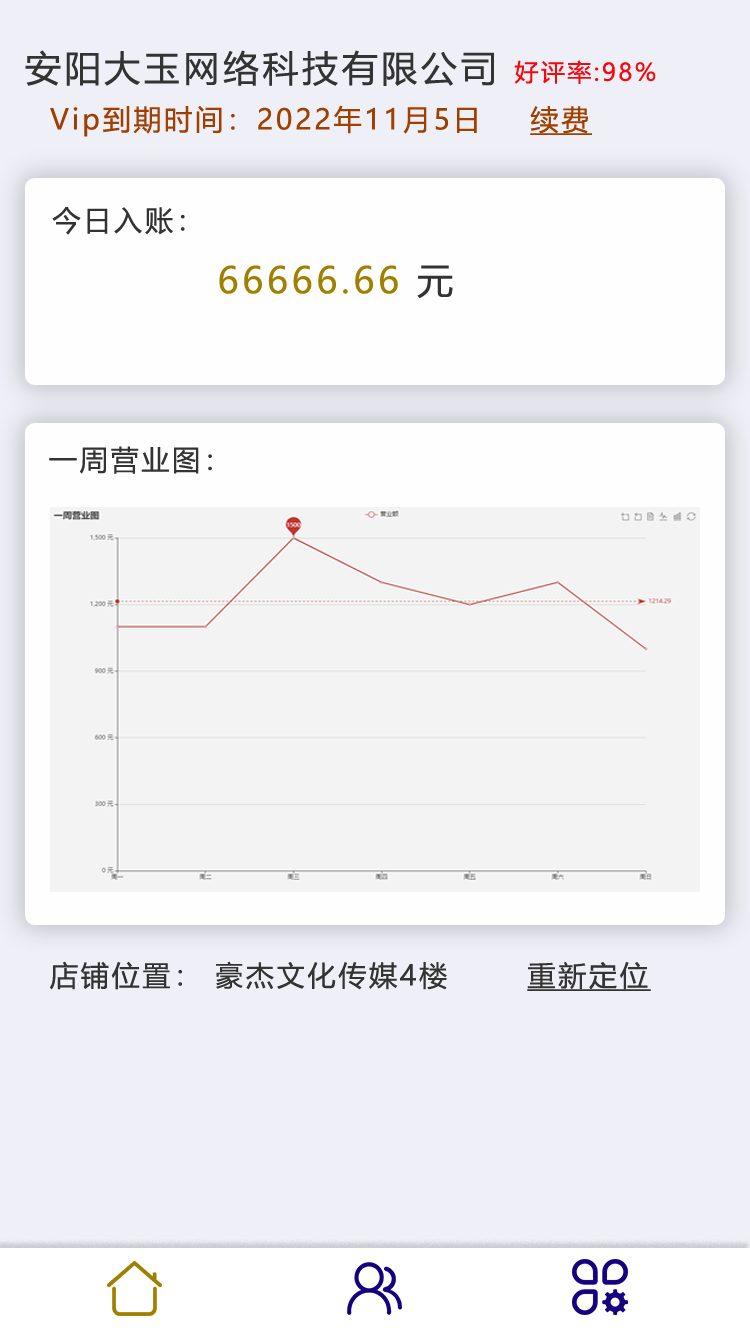 安阳大玉网络科技有限公司 好评率:98%
Vip到期时间：2022年11月5日 续费
今日入账：
66666.66 元
一周营业图：
一周营业图 营业额
1500
1,500 元
1,200 元 1214.29
900 元
600 元
300 元
0 元
周一 周二 周三 周四 周五 周六 周日
店铺位置： 豪杰文化传媒4楼 重新定位